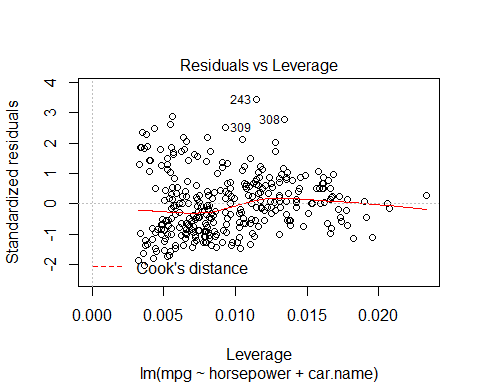 Residuals vs Leverage
Standardized residuals
4
3
2
1
0
-1
-2
243
308
309
Cook's distance
0.000 0.005 0.010 0.015 0.020
Leverage
lm(mpg ~ horsepower + car.name)